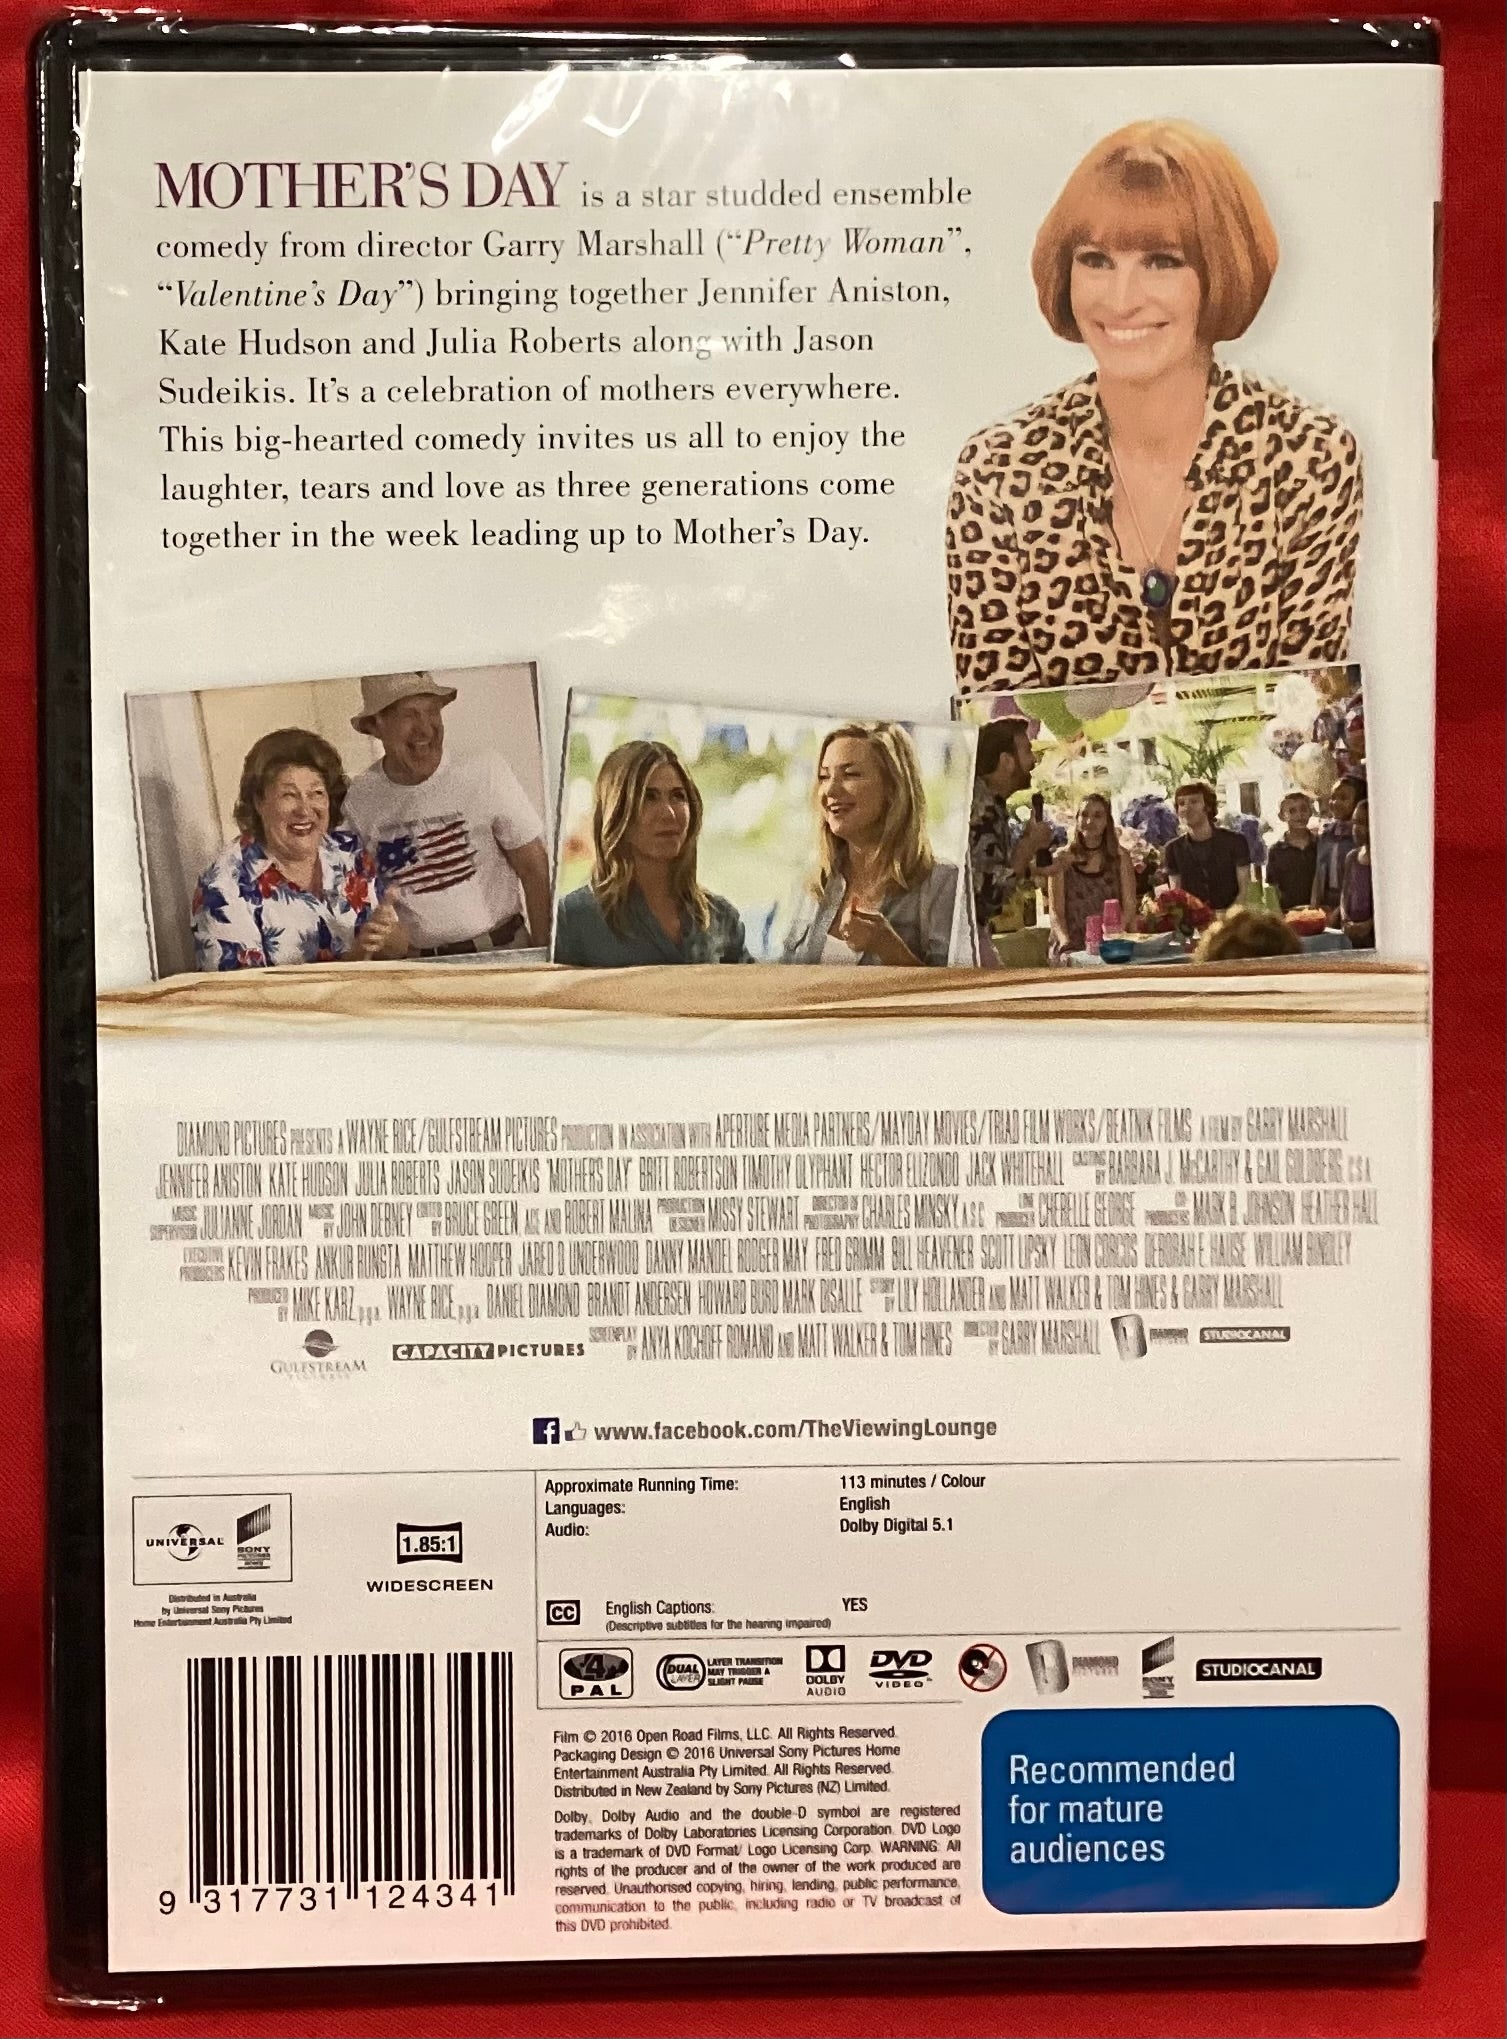 MOTHER'S DAY is a star studded ensemble
comedy from director Garry Marshall (“Pretty Woman”,
“Valentine's Day”) bringing together Jennifer Aniston,
Kate Hudson and Julia Roberts along with Jason
Sudeikis. It's a celebration of mothers everywhere.
This big-hearted comedy invites us all to enjoy the
laughter, tears and love as three generations come
together in the week leading up to Mother's Day.
DIAMOND PICTURES PRESENTS A WAYNE RICE/GULFSTREAM PICTURES PRODUCTION IN ASSOCIATION WITH APERTURE MEDIA PARTNERS/MAYDAY MOVIES/TRIAD FILM WORKS/BEATNIK FILMS A FILM BY GARRY MARSHALL
JENNIFER ANISTON KATE HUDSON JULIA ROBERTS JASON SUDEIKIS 'MOTHER'S DAY' BRITT ROBERTSON TIMOTHY OLYPHANT HECTOR ELIZONDO JACK WHITEHALL CASTING BY BARBARA J. McCARTHY & GAIL GOLDBERG, C.S.A.
MUSIC SUPERVISOR JULIANNE JORDAN MUSIC BY JOHN DEBNEY EDITED BY BRUCE GREEN, ACE AND ROBERT MALINA PRODUCTION DESIGNER MISSY STEWART DIRECTOR OF PHOTOGRAPHY CHARLES MINSKY A.S.C. LINE PRODUCER CHERELLE GEORGE CO-PRODUCERS MARK B. JOHNSON HEATHER HALL
EXECUTIVE PRODUCERS KEVIN FRAKES ANKUR RUNGTA MATTHEW HOOPER JARED D UNDERWOOD DANNY MANDEL RODGER MAY FRED GRIMM BILL HEAVENER SCOTT LIPSKY LEON CORCOS DEBORAH E HAUSE WILLIAM BINDLEY
PRODUCED BY MIKE KARZ, p.g.a. WAYNE RICE, p.g.a. DANIEL DIAMOND BRANDT ANDERSEN HOWARD BURD MARK DISALLE STORY BY LILY HOLLANDER AND MATT WALKER & TOM HINES & GARRY MARSHALL
GULFSTREAM PICTURES CAPACITY PICTURES SCREENPLAY BY ANYA KOCHOFF ROMANO AND MATT WALKER & TOM HINES DIRECTED BY GARRY MARSHALL DIAMOND STUDIOCANAL
f www.facebook.com/TheViewingLounge
Approximate Running Time: 113 minutes / Colour
Languages: English
Audio: Dolby Digital 5.1
UNIVERSAL SONY PICTURES
Distributed in Australia
by Universal Sony Pictures
Home Entertainment Australia Pty Limited
1.85:1
WIDESCREEN
CC English Captions: YES
(Descriptive subtitles for the hearing impaired)
4 PAL
DUAL LAYER LAYER TRANSITION MAY TRIGGER A SLIGHT PAUSE
DOLBY AUDIO
DVD VIDEO
DIAMOND PICTURES
SONY PICTURES
STUDIOCANAL
9 317731 124341
Film © 2016 Open Road Films, LLC. All Rights Reserved.
Packaging Design © 2016 Universal Sony Pictures Home
Entertainment Australia Pty Limited. All Rights Reserved.
Distributed in New Zealand by Sony Pictures (NZ) Limited.
Dolby, Dolby Audio and the double-D symbol are registered
trademarks of Dolby Laboratories Licensing Corporation. DVD Logo
is a trademark of DVD Format/ Logo Licensing Corp. WARNING: All
rights of the producer and of the owner of the work produced are
reserved. Unauthorised copying, hiring, lending, public performance,
communication to the public, including radio or TV broadcast of
this DVD prohibited.
Recommended
for mature
audiences